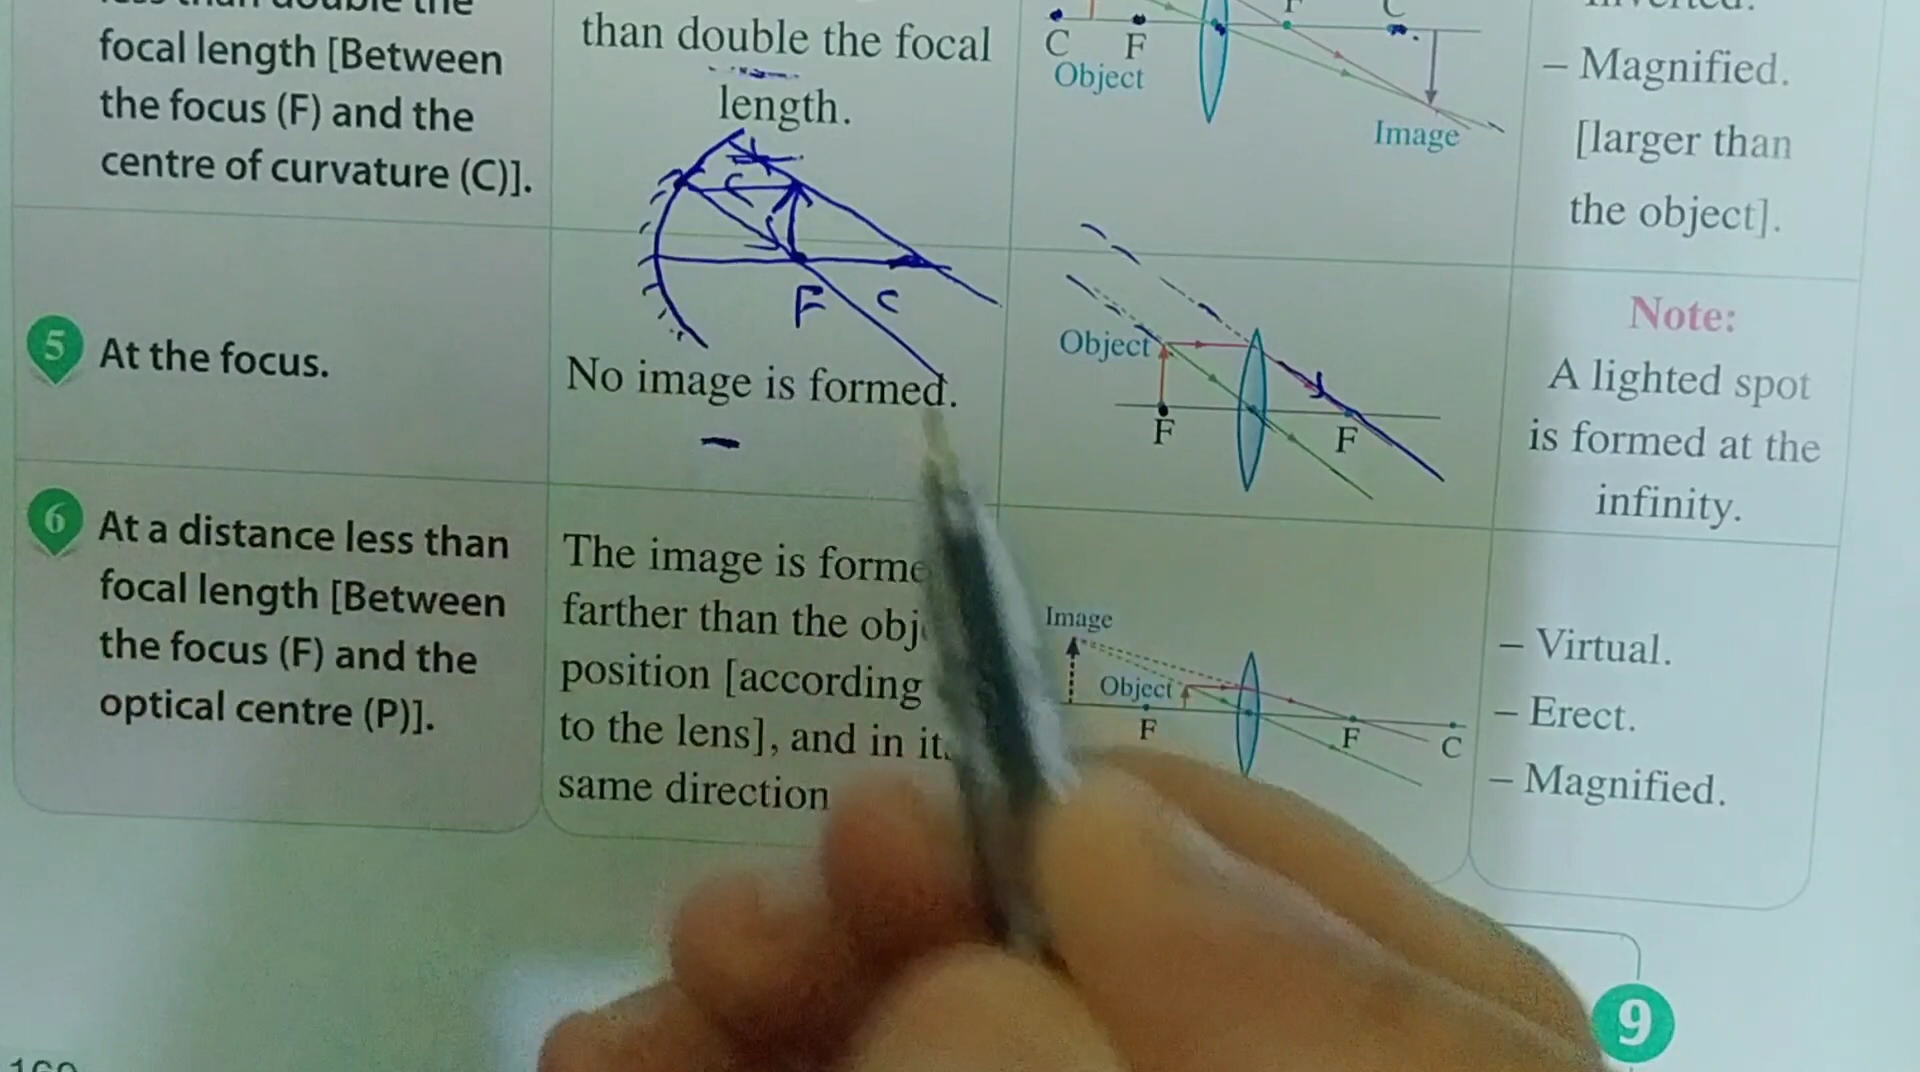 less than double the
focal length [Between
the focus (F) and the
centre of curvature (C)].
than double the focal
length.
C F
Object
F
C
Image
– Magnified.
[larger than
the object].
5 At the focus.
F C
No image is formed.
Object
F
F
Note:
A lighted spot
is formed at the
infinity.
6 At a distance less than
focal length [Between
the focus (F) and the
optical centre (P)].
The image is forme
farther than the obj
position [according
to the lens], and in it
same direction
Image
Object
F
F
C
– Virtual.
– Erect.
– Magnified.
9